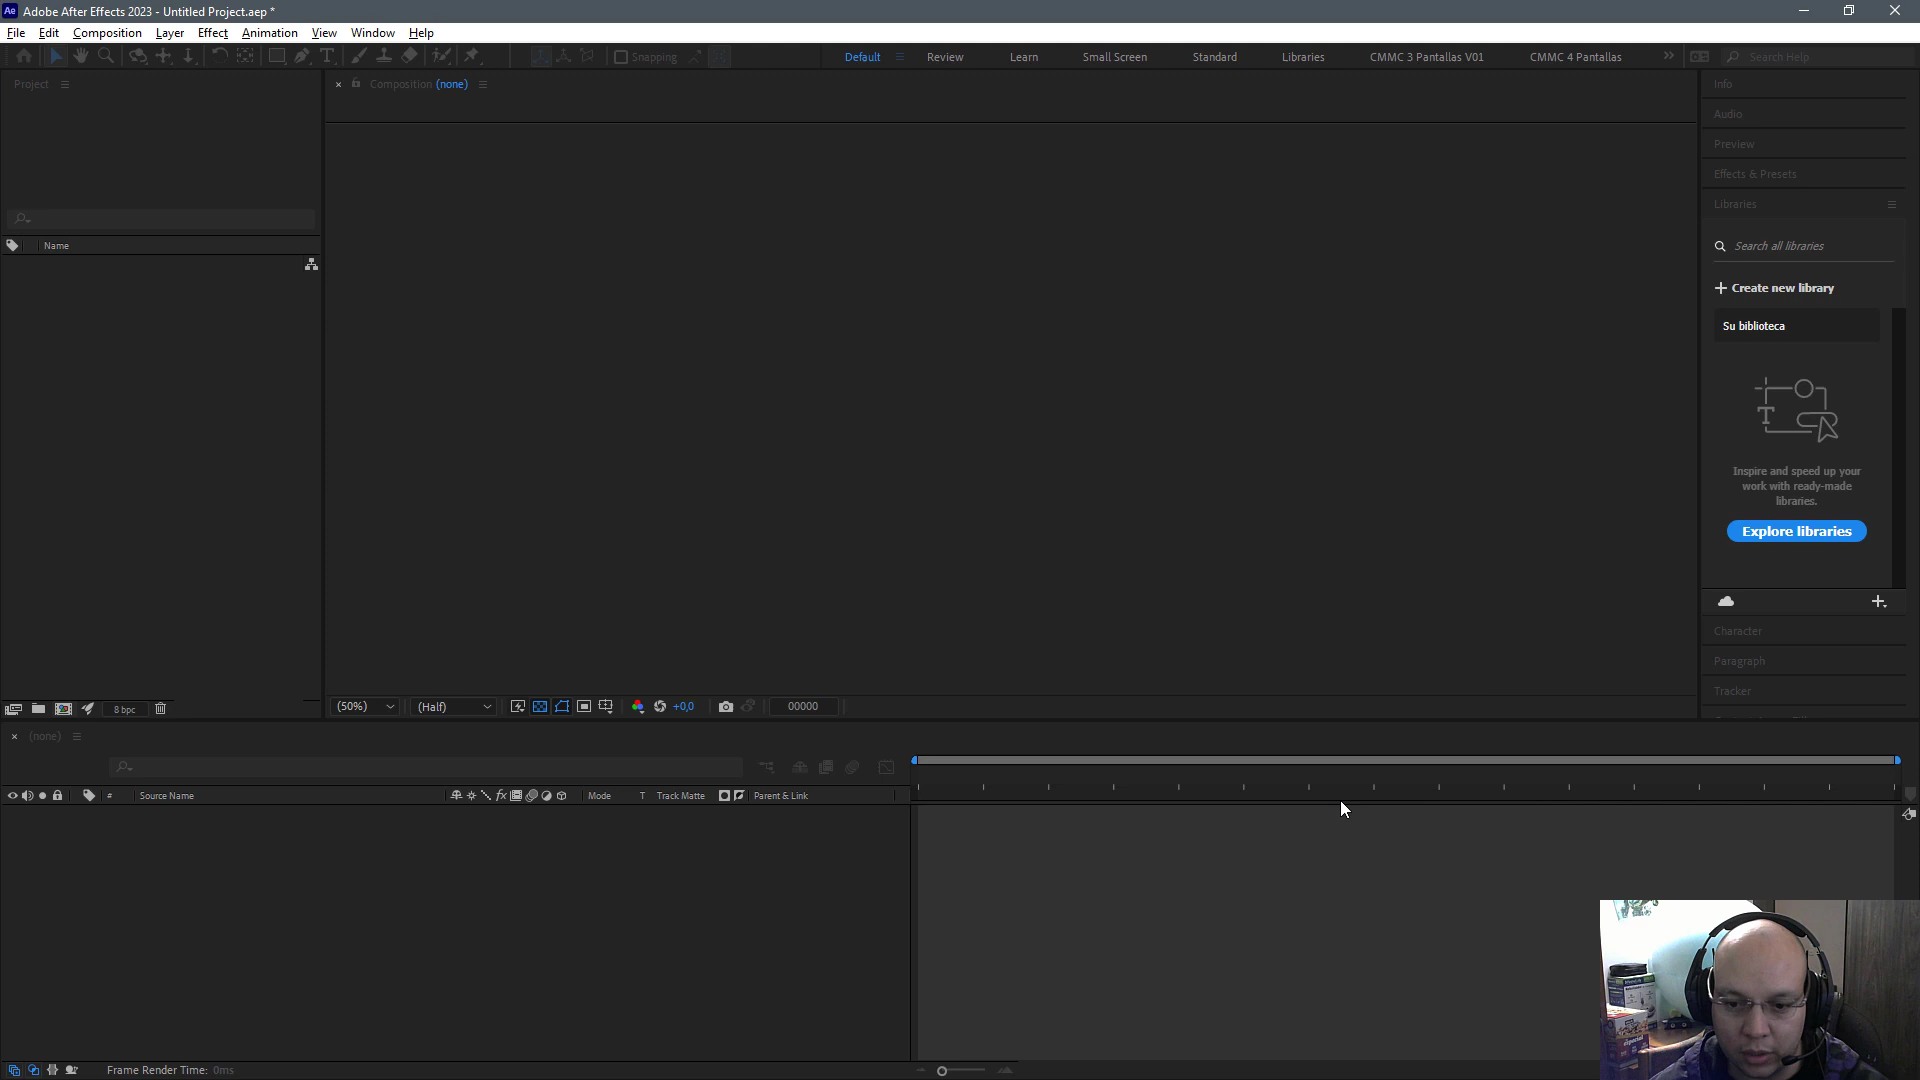 Ae Adobe After Effects 2023 - Untitled Project.aep *
File Edit Composition Layer Effect Animation View Window Help
Snapping Default Review Learn Small Screen Standard Libraries CMMC 3 Pantallas V01 CMMC 4 Pantallas Search Help
Project
Composition (none)
Info
Audio
Preview
Effects & Presets
Libraries
Search all libraries
Name
Create new library
Su biblioteca
Inspire and speed up your
work with ready-made
libraries.
Explore libraries
Character
Paragraph
Tracker
8 bpc
(50%) (Half) +0,0 00000
(none)
# Source Name fx Mode T Track Matte Parent & Link
Frame Render Time: 0ms